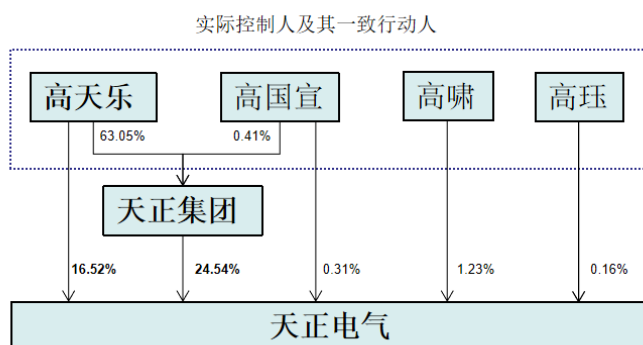 实际控制人及其一致行动人
高天乐 高国宣 高啸 高珏
63.05% 0.41%
天正集团
16.52% 24.54% 0.31% 1.23% 0.16%
天正电气